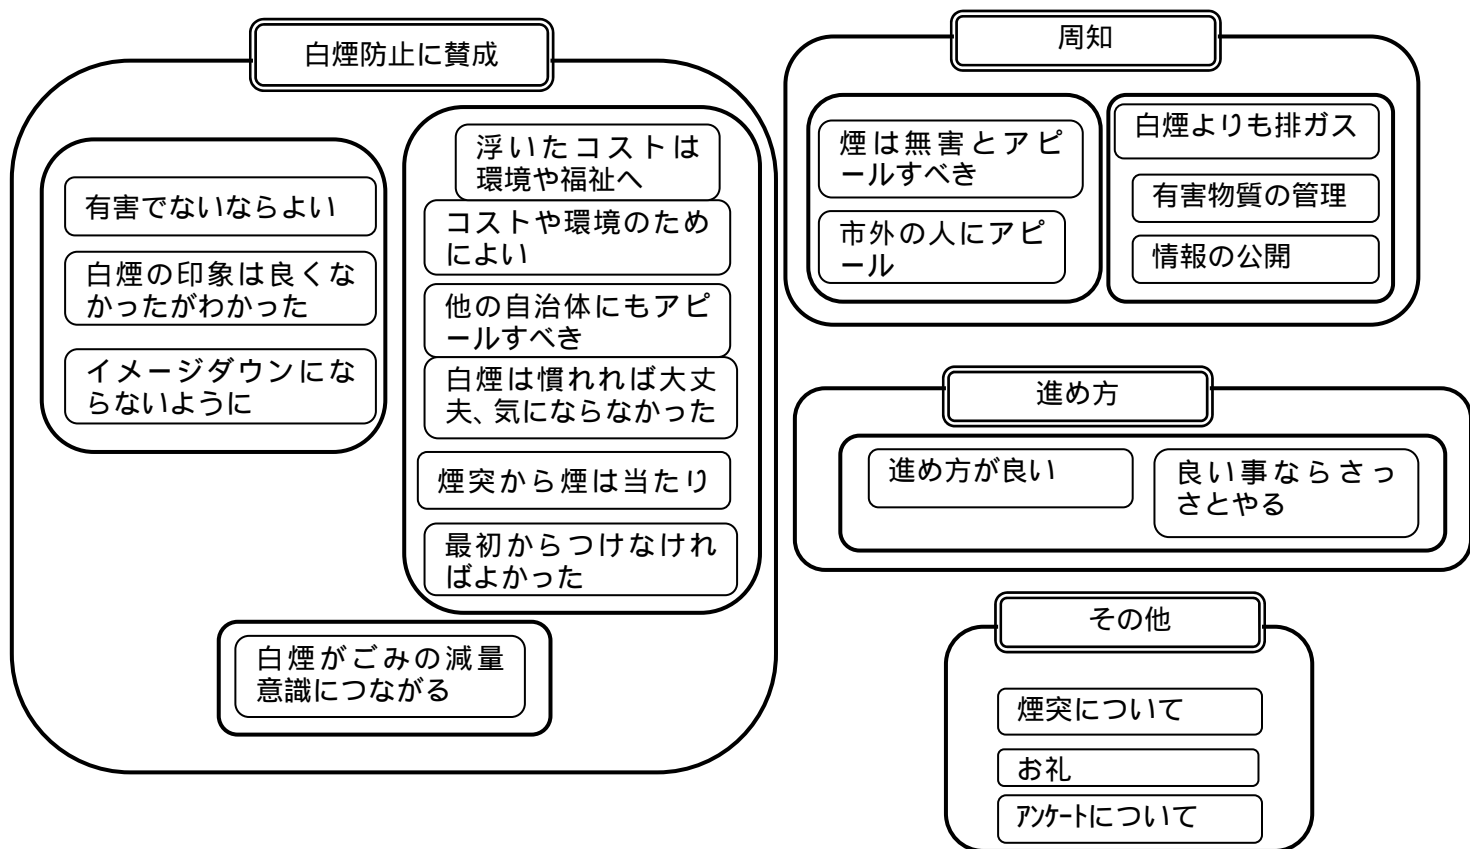 白煙防止に賛成
有害でないならよい
白煙の印象は良くな
かったがわかった
イメージダウンにな
らないように
浮いたコストは
環境や福祉へ
コストや環境のため
によい
他の自治体にもアピ
ールすべき
白煙は慣れれば大丈
夫、気にならなかった
煙突から煙は当たり
最初からつけなけれ
ばよかった
白煙がごみの減量
意識につながる
周知
煙は無害とアピ
ールすべき
市外の人にアピ
ール
白煙よりも排ガス
有害物質の管理
情報の公開
進め方
進め方が良い
良い事ならさっ
さとやる
その他
煙突について
お礼
アンケートについて